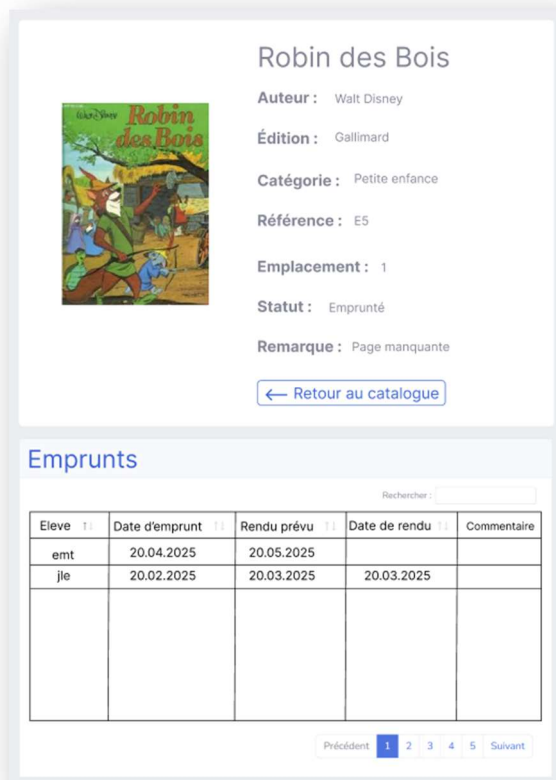 Robin des Bois
Walt Disney
Robin
des Bois
Auteur : Walt Disney
Édition : Gallimard
Catégorie : Petite enfance
Référence : E5
Emplacement : 1
Statut : Emprunté
Remarque : Page manquante
← Retour au catalogue
Emprunts
Rechercher :
Eleve ↑↓ Date d'emprunt ↑↓ Rendu prévu ↑↓ Date de rendu ↑↓ Commentaire
emt 20.04.2025 20.05.2025
jle 20.02.2025 20.03.2025 20.03.2025
Précédent 1 2 3 4 5 Suivant